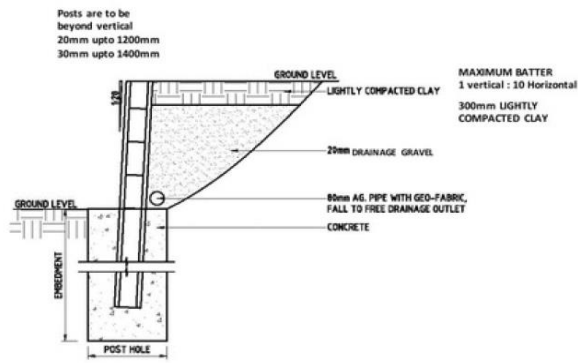 Posts are to be
beyond vertical
20mm upto 1200mm
30mm upto 1400mm
GROUND LEVEL
120
LIGHTLY COMPACTED CLAY
MAXIMUM BATTER
1 vertical : 10 Horizontal
300mm LIGHTLY
COMPACTED CLAY
20mm DRAINAGE GRAVEL
80mm AG. PIPE WITH GEO-FABRIC,
FALL TO FREE DRAINAGE OUTLET
GROUND LEVEL
CONCRETE
EMBEDMENT
POST HOLE